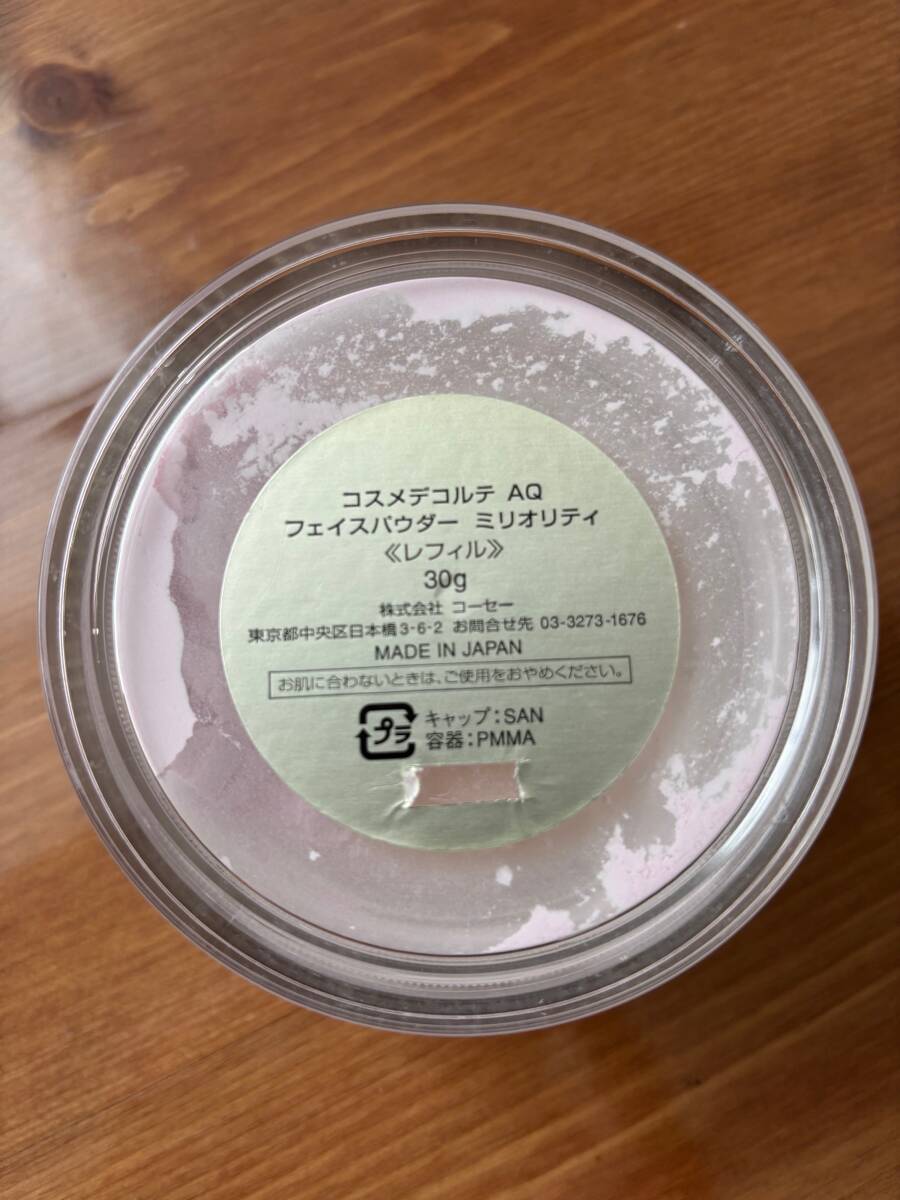 コスメデコルテ AQ
フェイスパウダー ミリオリティ
《レフィル》
30g
株式会社 コーセー
東京都中央区日本橋3-6-2 お問合せ先 03-3273-1676
MADE IN JAPAN
お肌に合わないときは、ご使用をおやめください。
プラ
キャップ:SAN
容器:PMMA